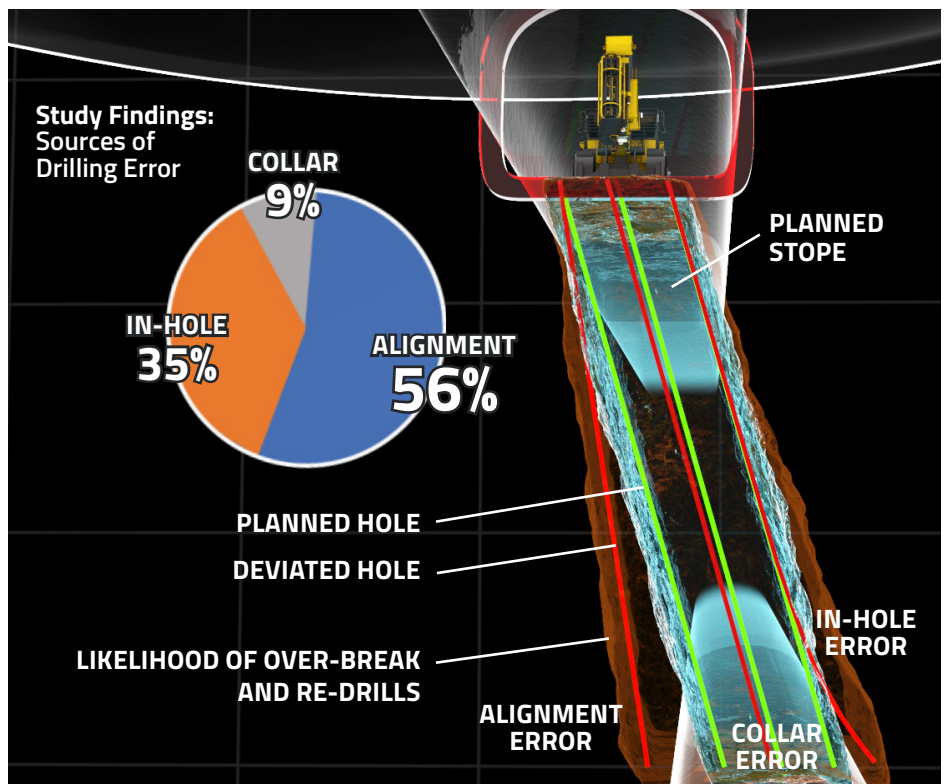 Study Findings:
Sources of
Drilling Error
COLLAR
9%
IN-HOLE
35%
ALIGNMENT
56%
PLANNED
STOPE
PLANNED HOLE
DEVIATED HOLE
LIKELIHOOD OF OVER-BREAK
AND RE-DRILLS
ALIGNMENT
ERROR
COLLAR
ERROR
IN-HOLE
ERROR